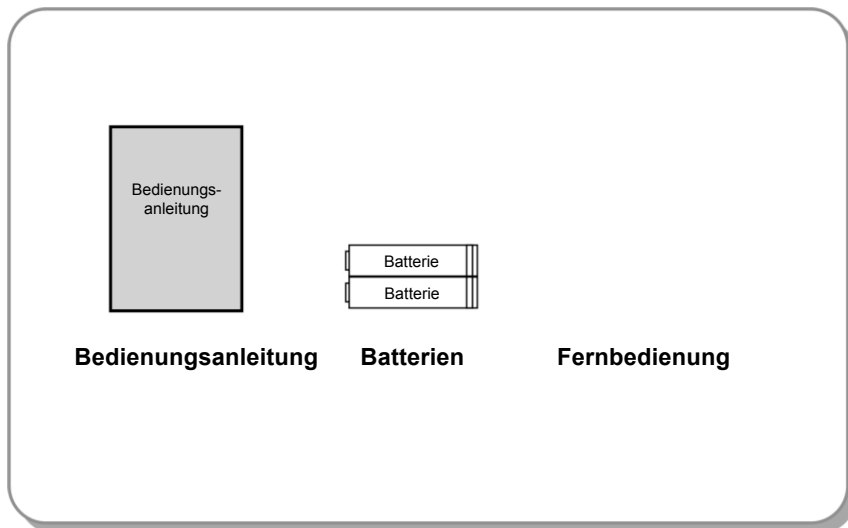 Bedienungs-
anleitung
Batterie
Batterie
Bedienungsanleitung Batterien Fernbedienung